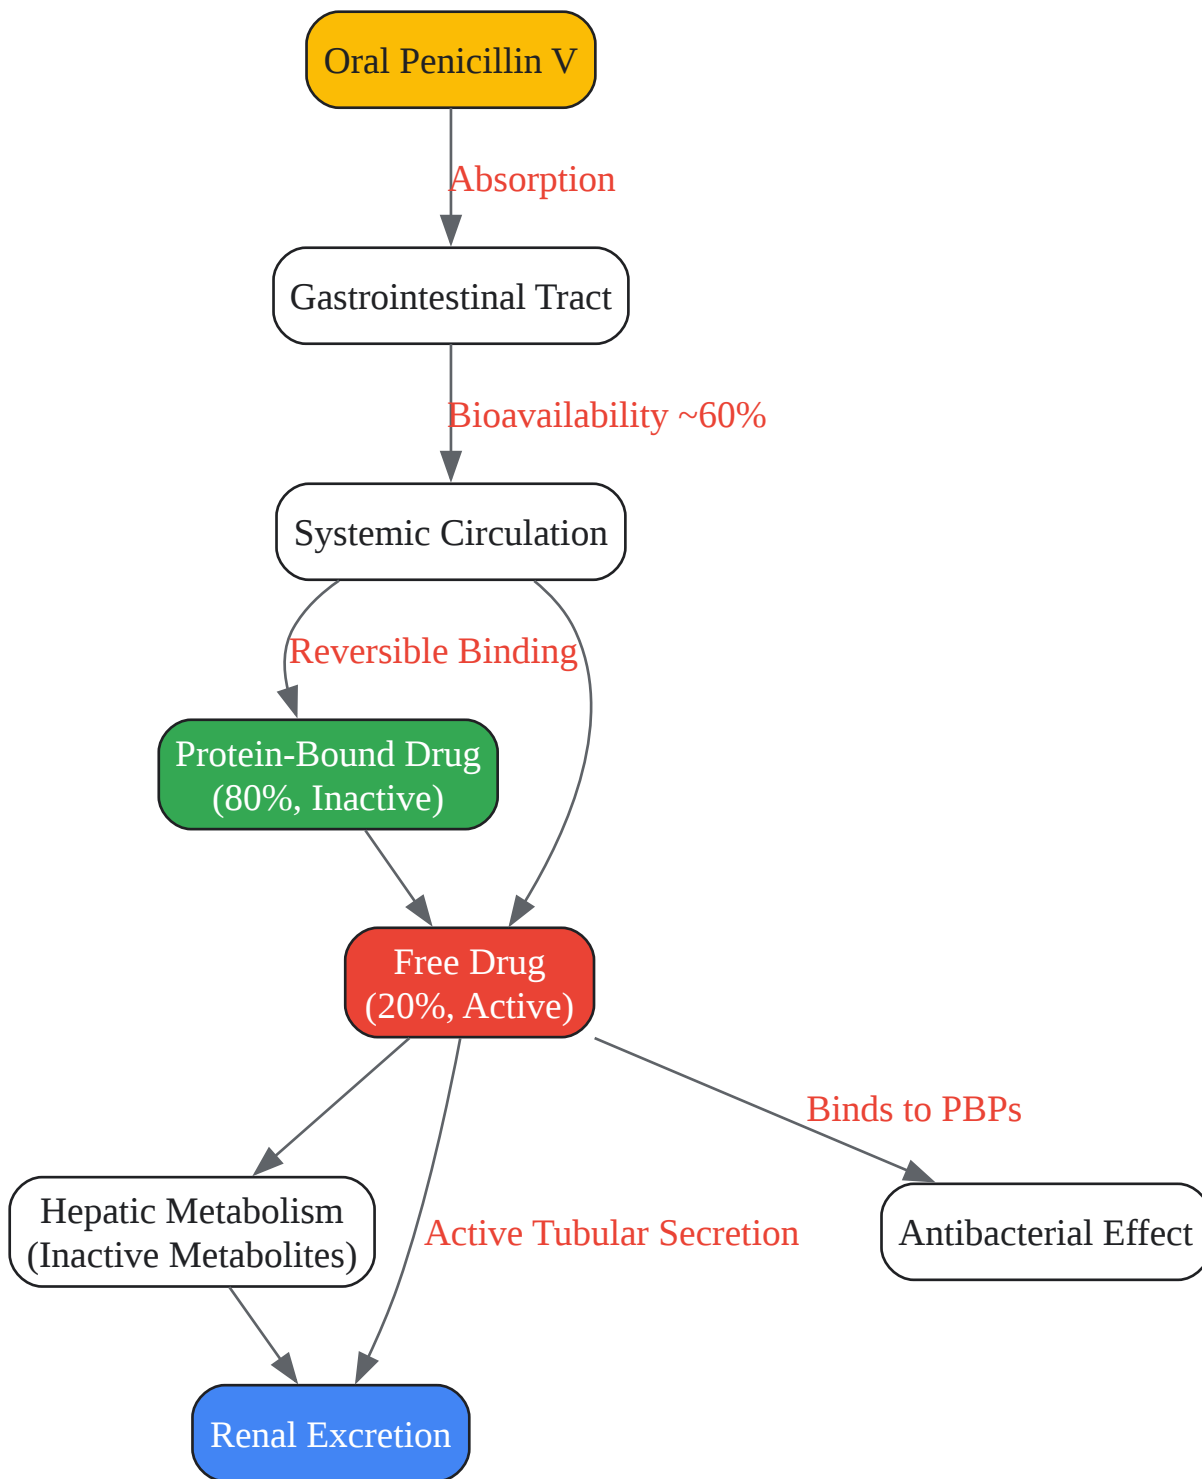 Oral Penicillin V
Absorption
Gastrointestinal Tract
Bioavailability ~60%
Systemic Circulation
Reversible Binding
Protein-Bound Drug
(80%, Inactive)
Free Drug
(20%, Active)
Binds to PBPs
Hepatic Metabolism
(Inactive Metabolites)
Active Tubular Secretion
Antibacterial Effect
Renal Excretion